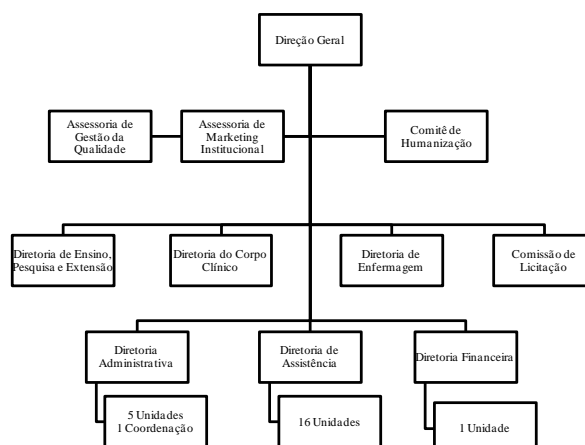 Direção Geral
Assessoria de
Gestão da
Qualidade
Assessoria de
Marketing
Institucional
Comitê de
Humanização
Diretoria de Ensino,
Pesquisa e Extensão
Diretoria do Corpo
Clínico
Diretoria de
Enfermagem
Comissão de
Licitação
Diretoria
Administrativa
Diretoria de
Assistência
Diretoria Financeira
5 Unidades
1 Coordenação
16 Unidades
1 Unidade